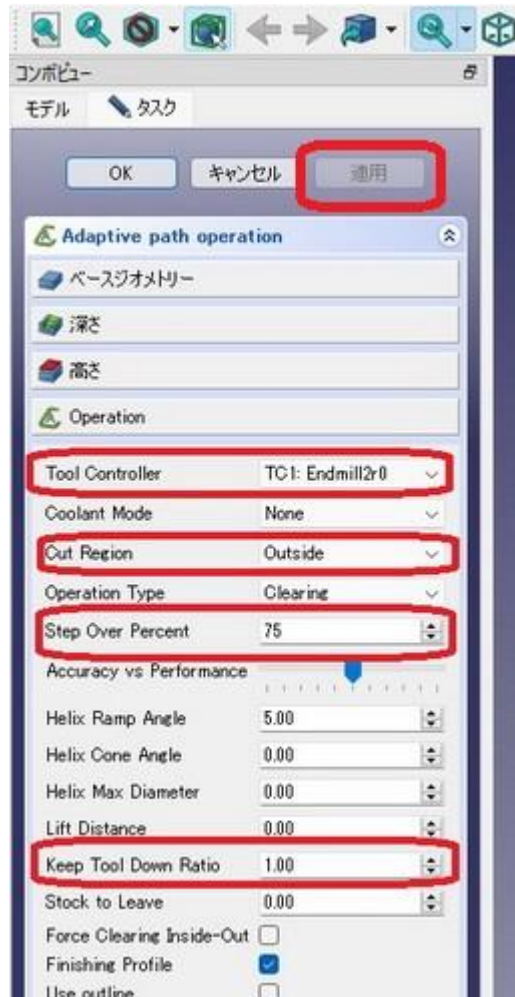 コンボビュー
モデル タスク
OK キャンセル 適用
Adaptive path operation
ベースジオメトリー
深さ
高さ
Operation
Tool Controller TC1: Endmill2r0
Coolant Mode None
Cut Region Outside
Operation Type Clearing
Step Over Percent 75
Accuracy vs Performance
Helix Ramp Angle 5.00
Helix Cone Angle 0.00
Helix Max Diameter 0.00
Lift Distance 0.00
Keep Tool Down Ratio 1.00
Stock to Leave 0.00
Force Clearing Inside-Out
Finishing Profile
Use outline